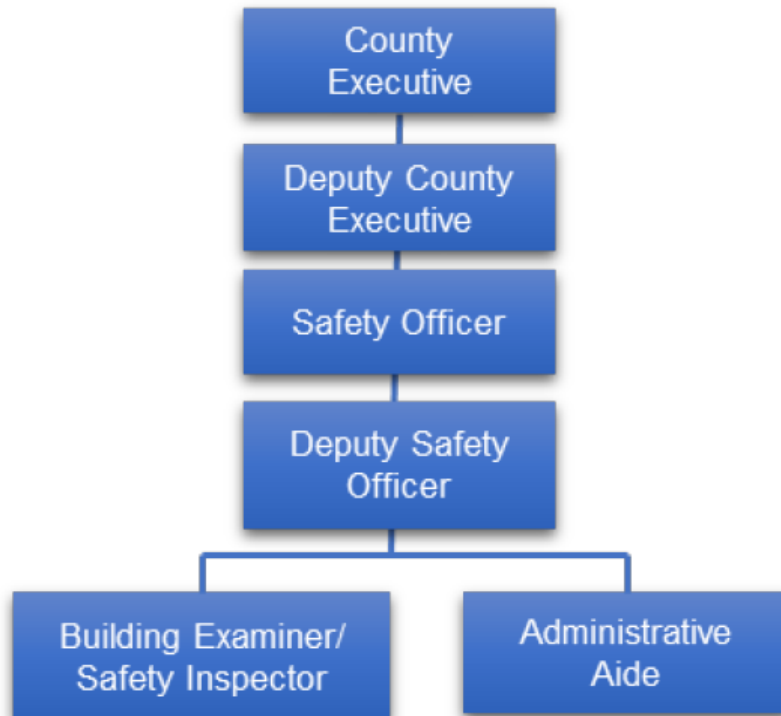 County
Executive
Deputy County
Executive
Safety Officer
Deputy Safety
Officer
Building Examiner/
Safety Inspector
Administrative
Aide